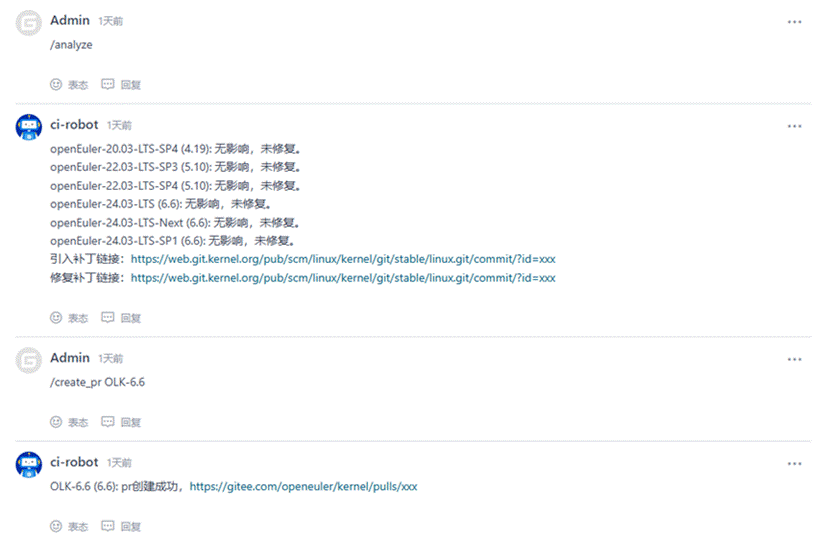 Admin 1天前
/analyze
表态 回复
ci-robot 1天前
openEuler-20.03-LTS-SP4 (4.19): 无影响，未修复。
openEuler-22.03-LTS-SP3 (5.10): 无影响，未修复。
openEuler-22.03-LTS-SP4 (5.10): 无影响，未修复。
openEuler-24.03-LTS (6.6): 无影响，未修复。
openEuler-24.03-LTS-Next (6.6): 无影响，未修复。
openEuler-24.03-LTS-SP1 (6.6): 无影响，未修复。
引入补丁链接：https://web.git.kernel.org/pub/scm/linux/kernel/git/stable/linux.git/commit/?id=xxx
修复补丁链接：https://web.git.kernel.org/pub/scm/linux/kernel/git/stable/linux.git/commit/?id=xxx
表态 回复
Admin 1天前
/create_pr OLK-6.6
表态 回复
ci-robot 1天前
OLK-6.6 (6.6): pr创建成功，https://gitee.com/openeuler/kernel/pulls/xxx
表态 回复